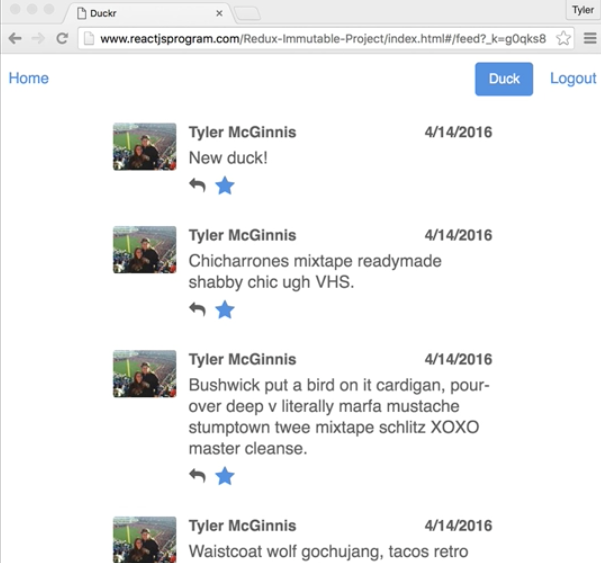 Duckr
Tyler
www.reactjsprogram.com/Redux-Immutable-Project/index.html#/feed?_k=g0qks8
Home
Duck
Logout
Tyler McGinnis 4/14/2016
New duck!
Tyler McGinnis 4/14/2016
Chicharrones mixtape readymade
shabby chic ugh VHS.
Tyler McGinnis 4/14/2016
Bushwick put a bird on it cardigan, pour-
over deep v literally marfa mustache
stumptown twee mixtape schlitz XOXO
master cleanse.
Tyler McGinnis 4/14/2016
Waistcoat wolf gochujang, tacos retro